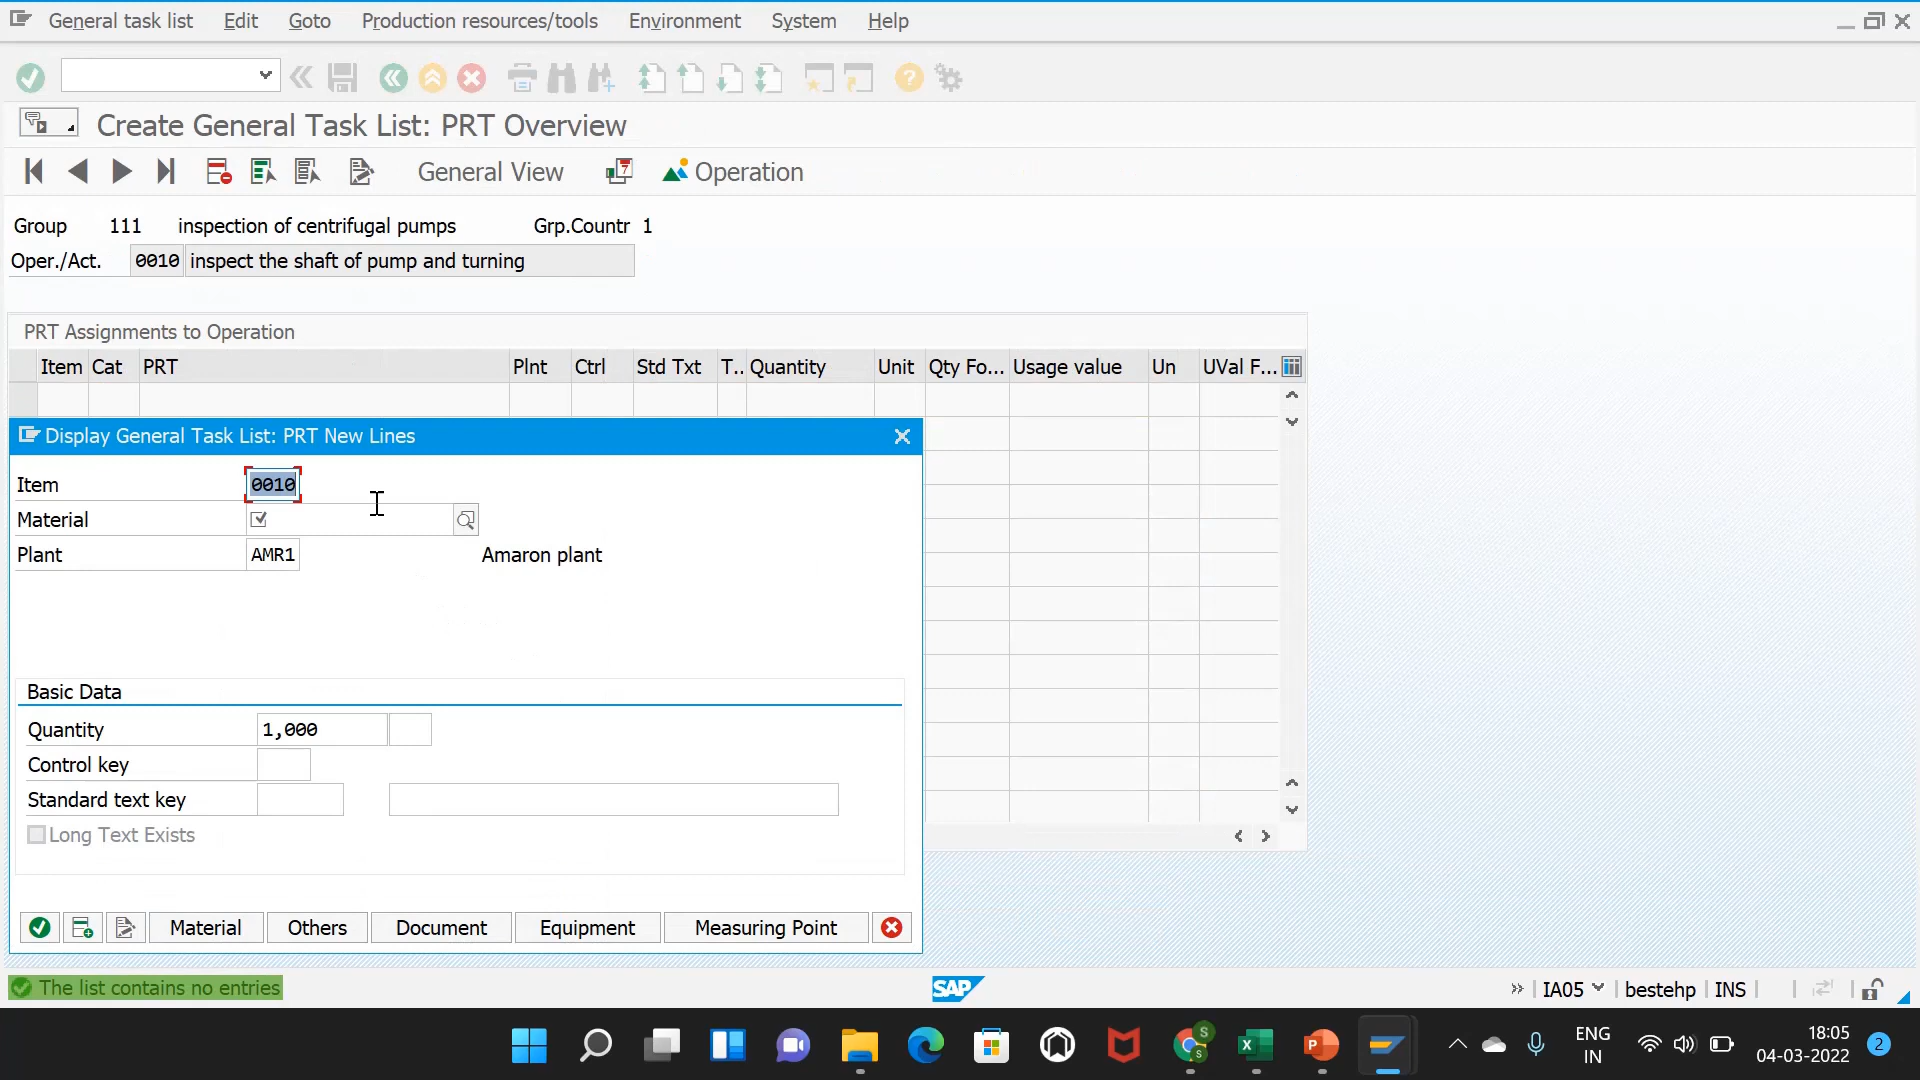 General task list Edit Goto Production resources/tools Environment System Help
Create General Task List: PRT Overview
General View Operation
Group 111 inspection of centrifugal pumps Grp.Countr 1
Oper./Act. 0010 inspect the shaft of pump and turning
PRT Assignments to Operation
Item Cat PRT Plnt Ctrl Std Txt T.. Quantity Unit Qty Fo... Usage value Un UVal F...
Display General Task List: PRT New Lines
Item 0010
Material
Plant AMR1 Amaron plant
Basic Data
Quantity 1,000
Control key
Standard text key
Long Text Exists
Material Others Document Equipment Measuring Point
The list contains no entries SAP IA05 bestehp INS
ENG 18:05
IN 04-03-2022 2